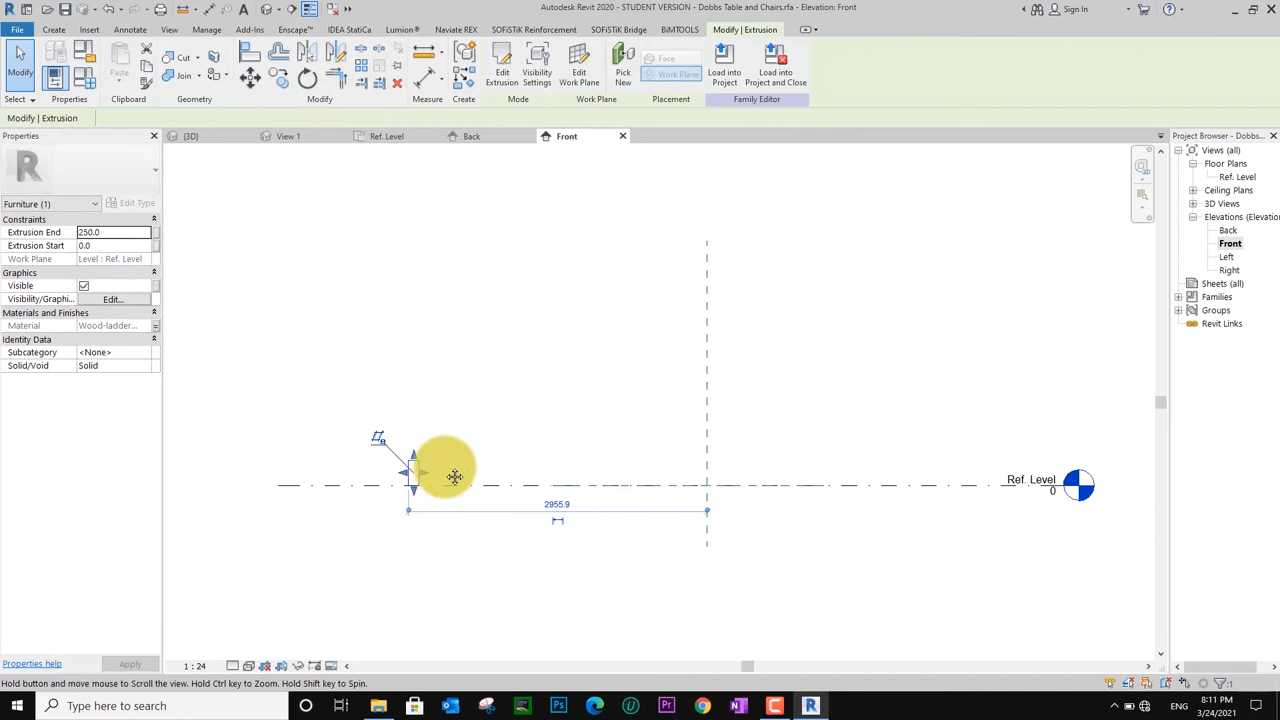 Autodesk Revit 2020 - STUDENT VERSION - Dobbs Table and Chairs.rfa - Elevation: Front
Sign In
File Create Insert Annotate View Manage Add-Ins Enscape™ IDEA StatiCa Lumion® Naviate REX SOFiSTiK Reinforcement SOFiSTiK Bridge BiMTOOLS Modify | Extrusion
Modify
Paste
Cut
Join
Edit Extrusion
Visibility Settings
Edit Work Plane
Pick New
Face
Work Plane
Load into Project
Load into Project and Close
Select Properties Clipboard Geometry Modify Measure Create Mode Work Plane Placement Family Editor
Modify | Extrusion
Properties
{3D} View 1 Ref. Level Back Front
Project Browser - Dobbs...
Furniture (1) Edit Type
Constraints
Extrusion End 250.0
Extrusion Start 0.0
Work Plane Level : Ref. Level
Graphics
Visible
Visibility/Graphi... Edit...
Materials and Finishes
Material Wood-ladder...
Identity Data
Subcategory <None>
Solid/Void Solid
Views (all)
Floor Plans
Ref. Level
Ceiling Plans
3D Views
Elevations (Elevatio
Back
Front
Left
Right
Sheets (all)
Families
Groups
Revit Links
2955.9
Ref. Level
0
Properties help Apply
1 : 24
Hold button and move mouse to Scroll the view. Hold Ctrl key to Zoom. Hold Shift key to Spin.
:1
Type here to search
ENG
8:11 PM
3/24/2021